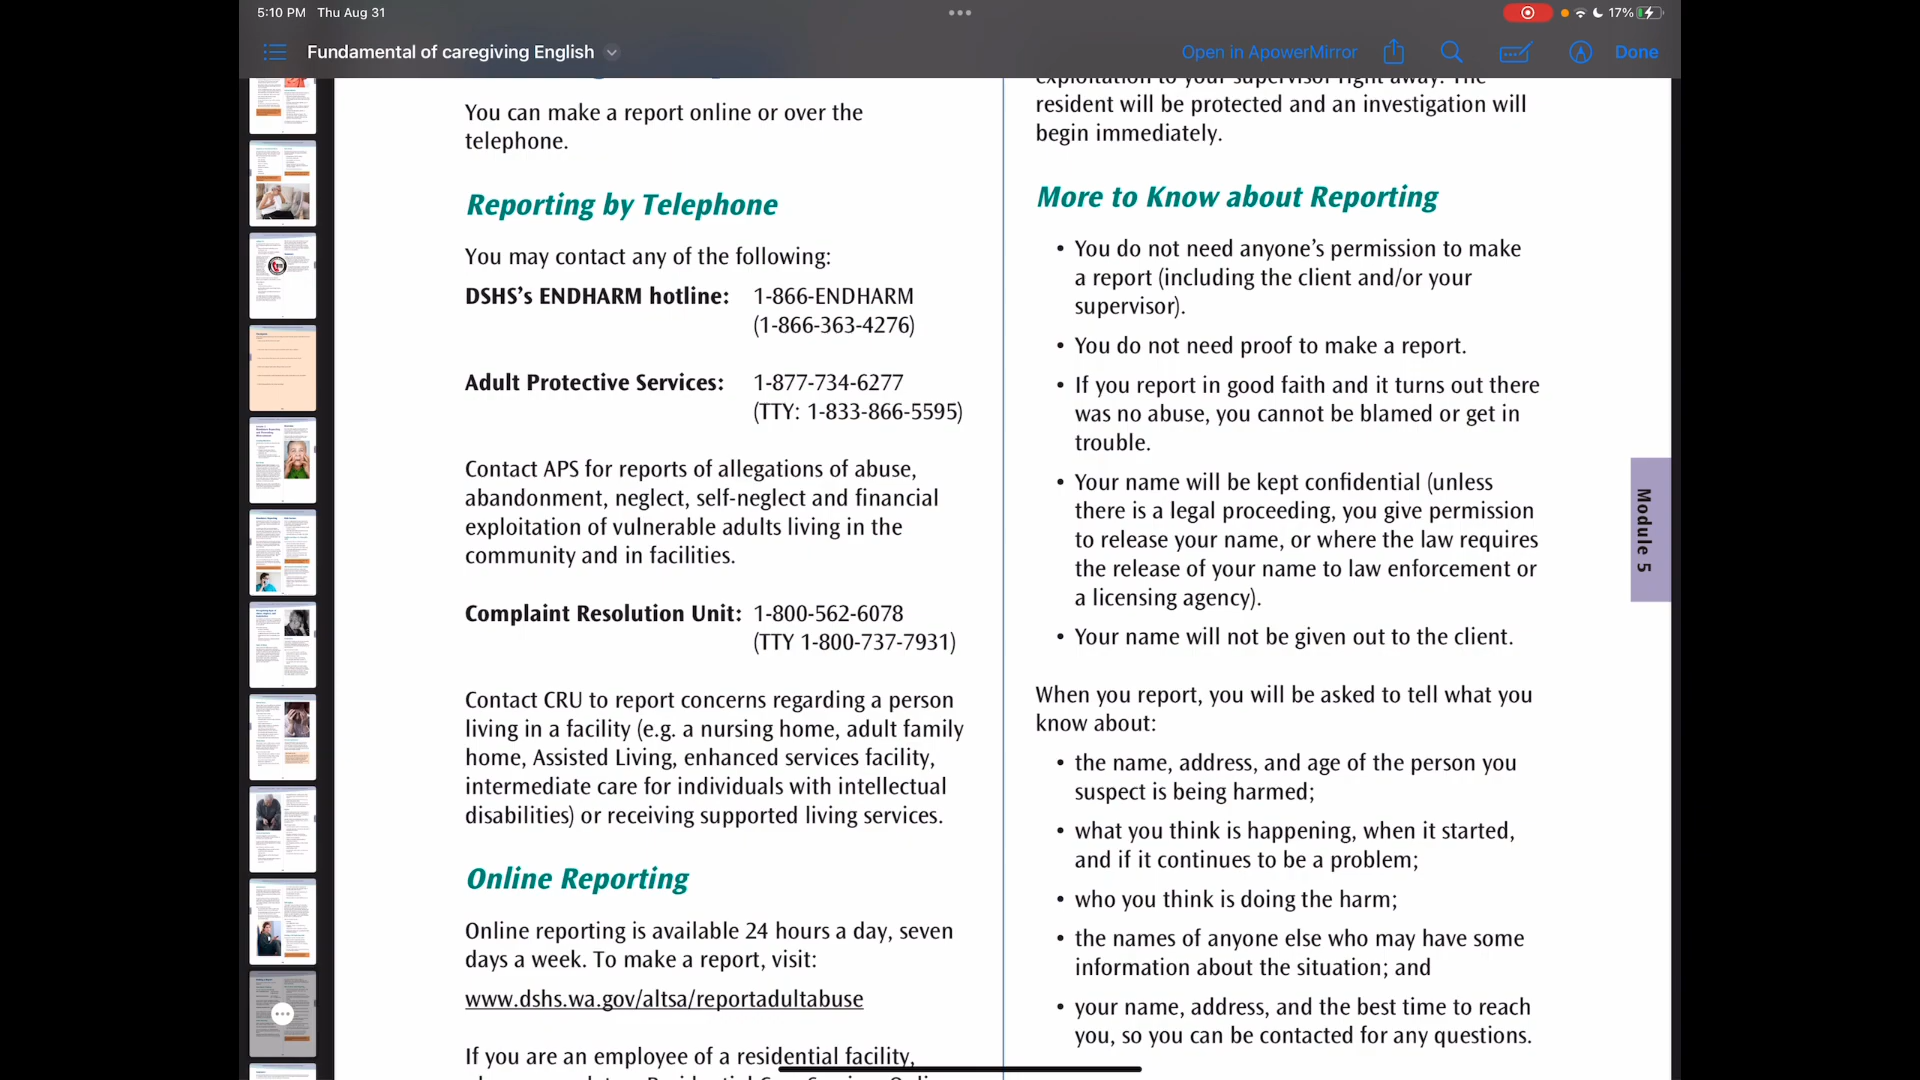 5:10 PM Thu Aug 31
17%
Fundamental of caregiving English
Open in ApowerMirror
Done
You can make a report online or over the
telephone.
Reporting by Telephone
You may contact any of the following:
DSHS's ENDHARM hotline: 1-866-ENDHARM
(1-866-363-4276)
Adult Protective Services: 1-877-734-6277
(TTY: 1-833-866-5595)
Contact APS for reports of allegations of abuse,
abandonment, neglect, self-neglect and financial
exploitation of vulnerable adults living in the
community and in facilities.
Complaint Resolution Unit: 1-800-562-6078
(TTY 1-800-737-7931)
Contact CRU to report concerns regarding a person
living in a facility (e.g. a nursing home, adult family
home, Assisted Living, enhanced services facility,
intermediate care for individuals with intellectual
disabilities) or receiving supported living services.
Online Reporting
Online reporting is available 24 hours a day, seven
days a week. To make a report, visit:
www.dshs.wa.gov/altsa/reportadultabuse
If you are an employee of a residential facility,
exploitation to your supervisor right away. The
resident will be protected and an investigation will
begin immediately.
More to Know about Reporting
• You do not need anyone's permission to make
a report (including the client and/or your
supervisor).
• You do not need proof to make a report.
• If you report in good faith and it turns out there
was no abuse, you cannot be blamed or get in
trouble.
• Your name will be kept confidential (unless
there is a legal proceeding, you give permission
to release your name, or where the law requires
the release of your name to law enforcement or
a licensing agency).
• Your name will not be given out to the client.
When you report, you will be asked to tell what you
know about:
• the name, address, and age of the person you
suspect is being harmed;
• what you think is happening, when it started,
and if it continues to be a problem;
• who you think is doing the harm;
• the names of anyone else who may have some
information about the situation; and
• your name, address, and the best time to reach
you, so you can be contacted for any questions.
Module 5